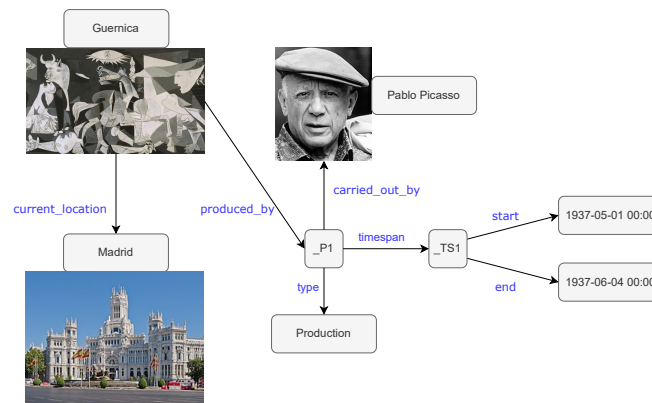 Guernica
Pablo Picasso
current_location
produced_by
carried_out_by
Madrid
_P1
timespan
_TS1
start
1937-05-01 00:00
end
1937-06-04 00:00
type
Production